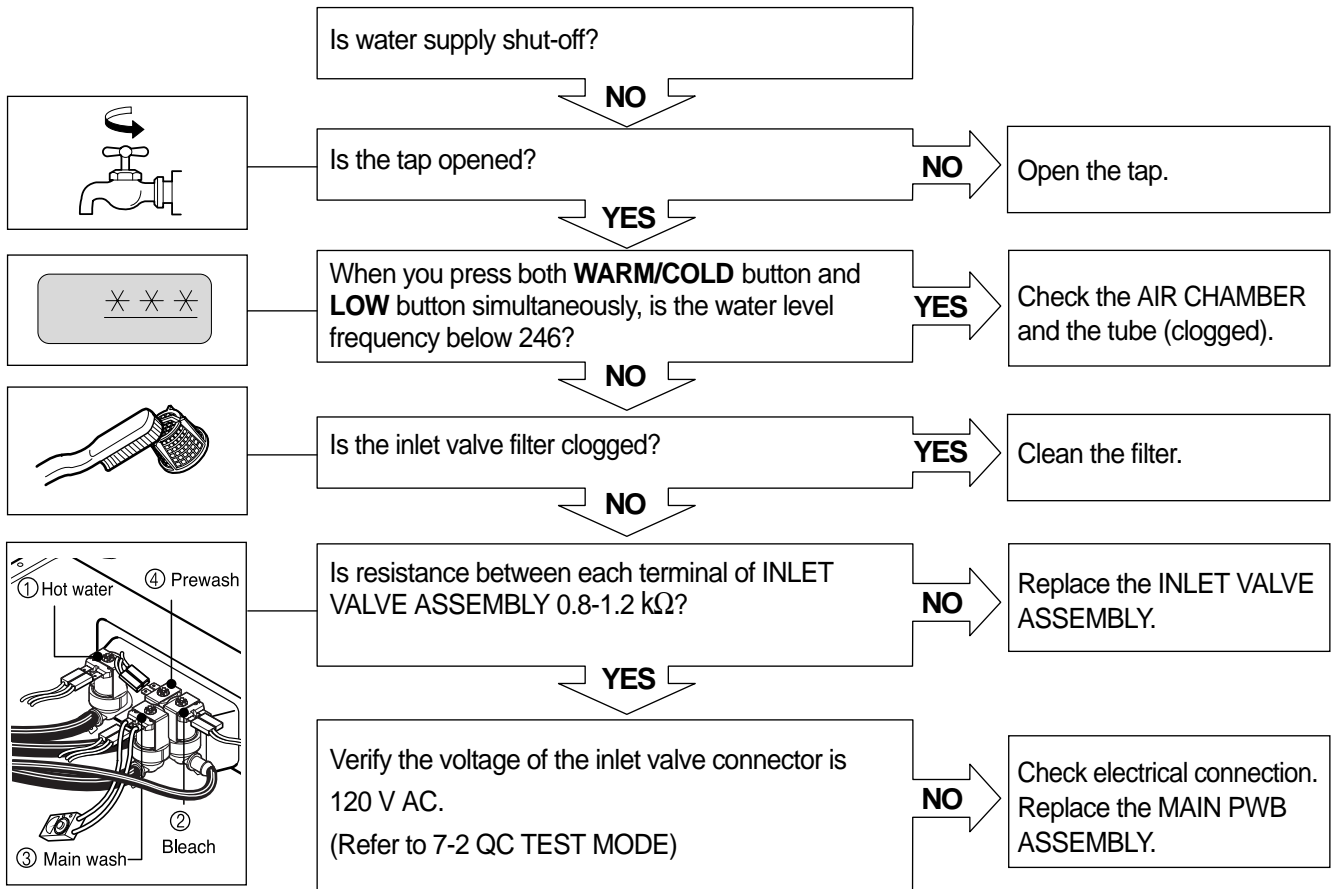 Is water supply shut-off?
NO
Is the tap opened?
NO
Open the tap.
YES
When you press both WARM/COLD button and
LOW button simultaneously, is the water level
frequency below 246?
YES
Check the AIR CHAMBER
and the tube (clogged).
NO
Is the inlet valve filter clogged?
YES
Clean the filter.
NO
① Hot water
④ Prewash
②
Bleach
③ Main wash
Is resistance between each terminal of INLET
VALVE ASSEMBLY 0.8-1.2 kΩ?
NO
Replace the INLET VALVE
ASSEMBLY.
YES
Verify the voltage of the inlet valve connector is
120 V AC.
(Refer to 7-2 QC TEST MODE)
NO
Check electrical connection.
Replace the MAIN PWB
ASSEMBLY.